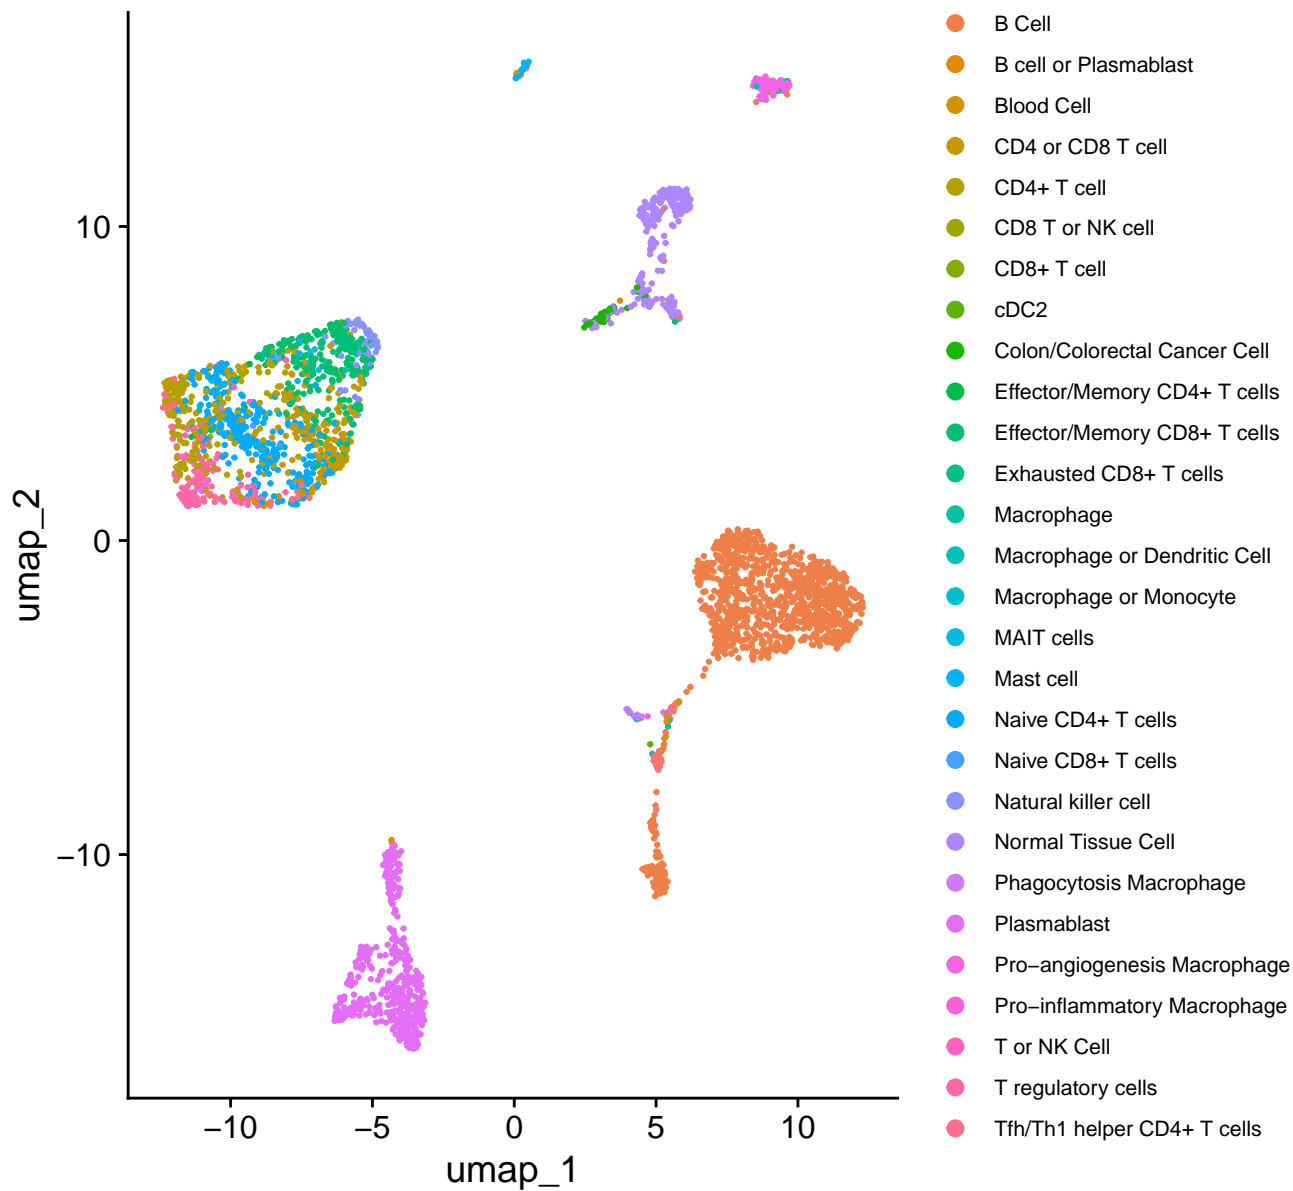 B Cell
B cell or Plasmablast
Blood Cell
CD4 or CD8 T cell
CD4+ T cell
CD8 T or NK cell
CD8+ T cell
cDC2
Colon/Colorectal Cancer Cell
Effector/Memory CD4+ T cells
Effector/Memory CD8+ T cells
Exhausted CD8+ T cells
Macrophage
Macrophage or Dendritic Cell
Macrophage or Monocyte
MAIT cells
Mast cell
Naive CD4+ T cells
Naive CD8+ T cells
Natural killer cell
Normal Tissue Cell
Phagocytosis Macrophage
Plasmablast
Pro−angiogenesis Macrophage
Pro−inflammatory Macrophage
T or NK Cell
T regulatory cells
Tfh/Th1 helper CD4+ T cells
umap_2
10
0
−10
−10
−5
0
5
10
umap_1